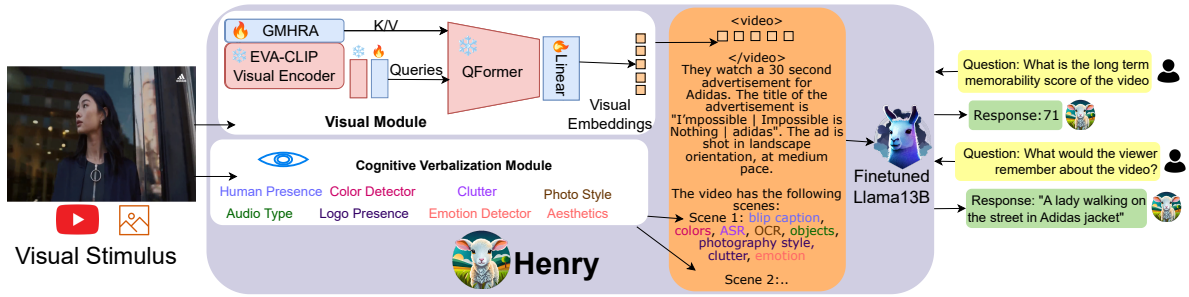 Visual Stimulus
GMHRA
K/V
EVA-CLIP
Visual Encoder
Queries
QFormer
Linear
Visual
Embeddings
Visual Module
Cognitive Verbalization Module
Human Presence
Color Detector
Clutter
Photo Style
Audio Type
Logo Presence
Emotion Detector
Aesthetics
Henry
<video>
</video>
They watch a 30 second
advertisement for
Adidas. The title of the
advertisement is
"I'mpossible | Impossible is
Nothing | adidas". The ad is
shot in landscape
orientation, at medium
pace.
The video has the following
scenes:
Scene 1: blip caption,
colors, ASR, OCR, objects,
photography style,
clutter, emotion
Scene 2:..
Finetuned
Llama13B
Question: What is the long term
memorability score of the video
Response:71
Question: What would the viewer
remember about the video?
Response: "A lady walking on
the street in Adidas jacket"